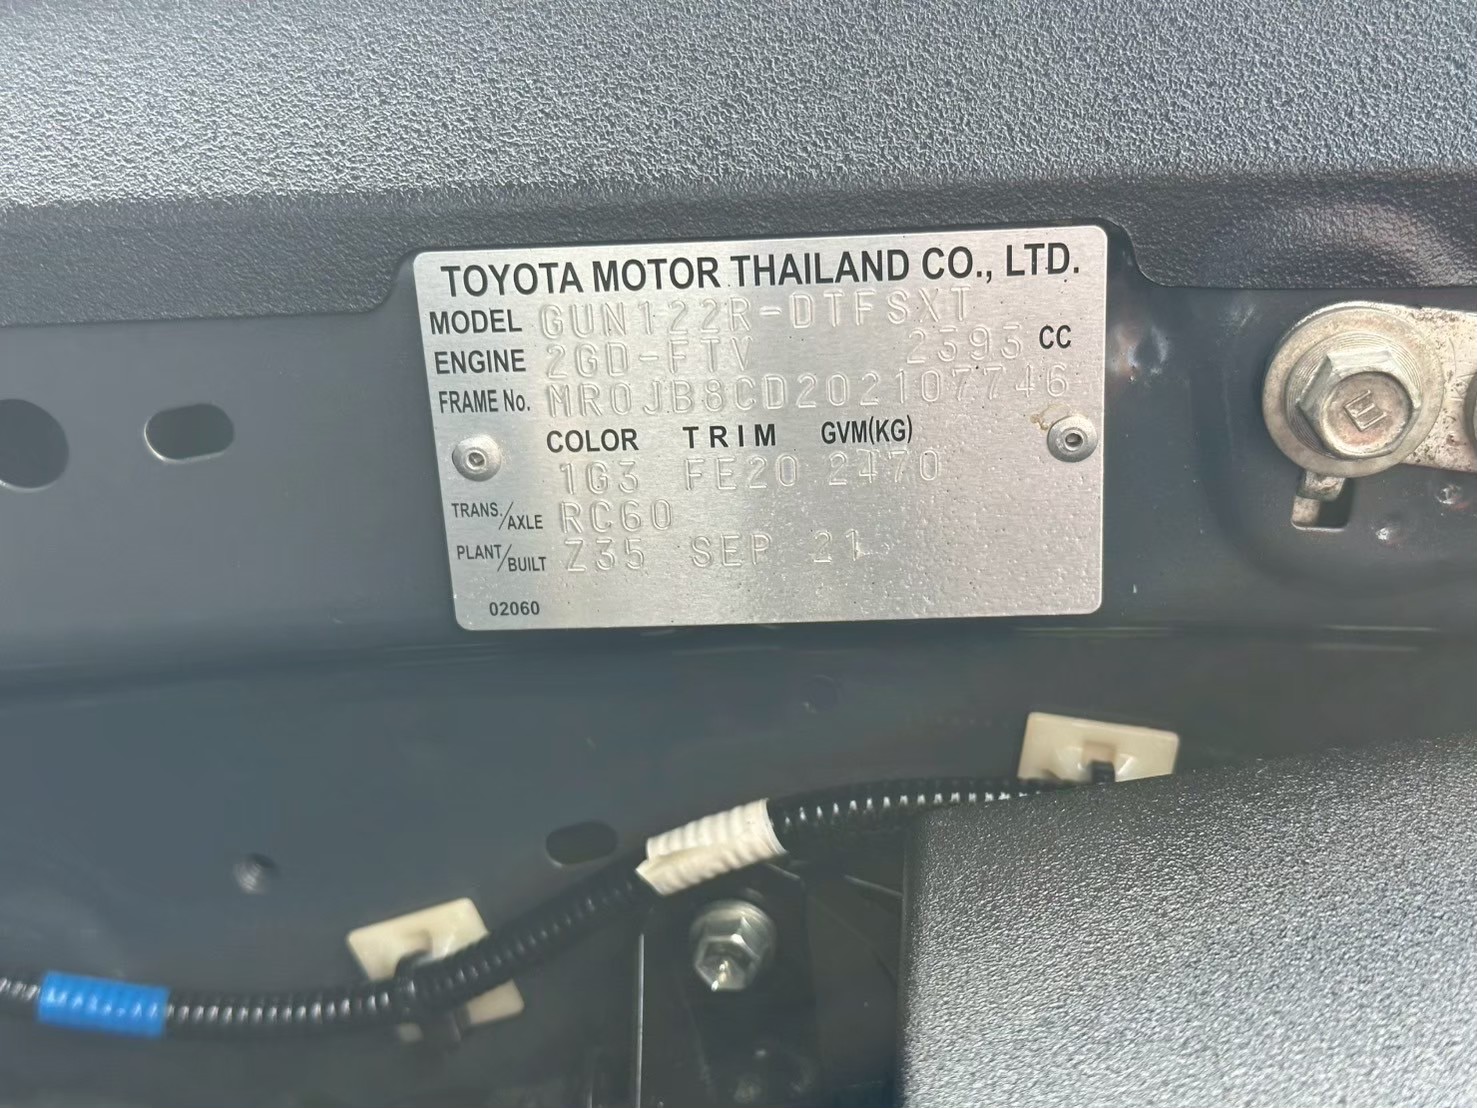 TOYOTA MOTOR THAILAND CO., LTD.
MODEL GUN122R-DTFSXT
ENGINE 2GD-FTV 2393 CC
FRAME No. MR0JB8CD202107746
COLOR TRIM GVM(KG)
1G3 FE20 2470
TRANS./AXLE RC60
PLANT/BUILT Z35 SEP 21
02060